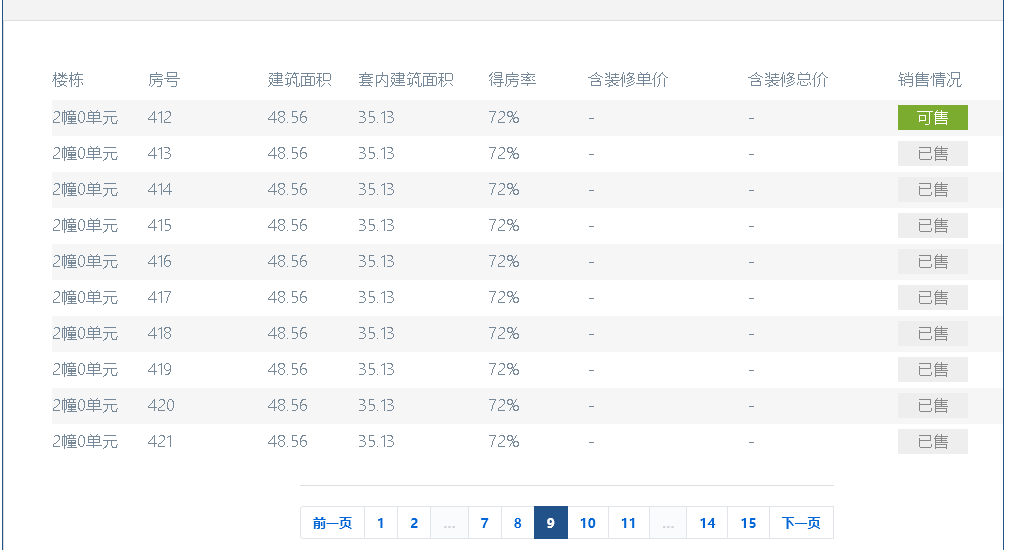 楼栋 房号 建筑面积 套内建筑面积 得房率 含装修单价 含装修总价 销售情况
2幢0单元 412 48.56 35.13 72% - - 可售
2幢0单元 413 48.56 35.13 72% - - 已售
2幢0单元 414 48.56 35.13 72% - - 已售
2幢0单元 415 48.56 35.13 72% - - 已售
2幢0单元 416 48.56 35.13 72% - - 已售
2幢0单元 417 48.56 35.13 72% - - 已售
2幢0单元 418 48.56 35.13 72% - - 已售
2幢0单元 419 48.56 35.13 72% - - 已售
2幢0单元 420 48.56 35.13 72% - - 已售
2幢0单元 421 48.56 35.13 72% - - 已售
前一页 1 2 ... 7 8 9 10 11 ... 14 15 下一页